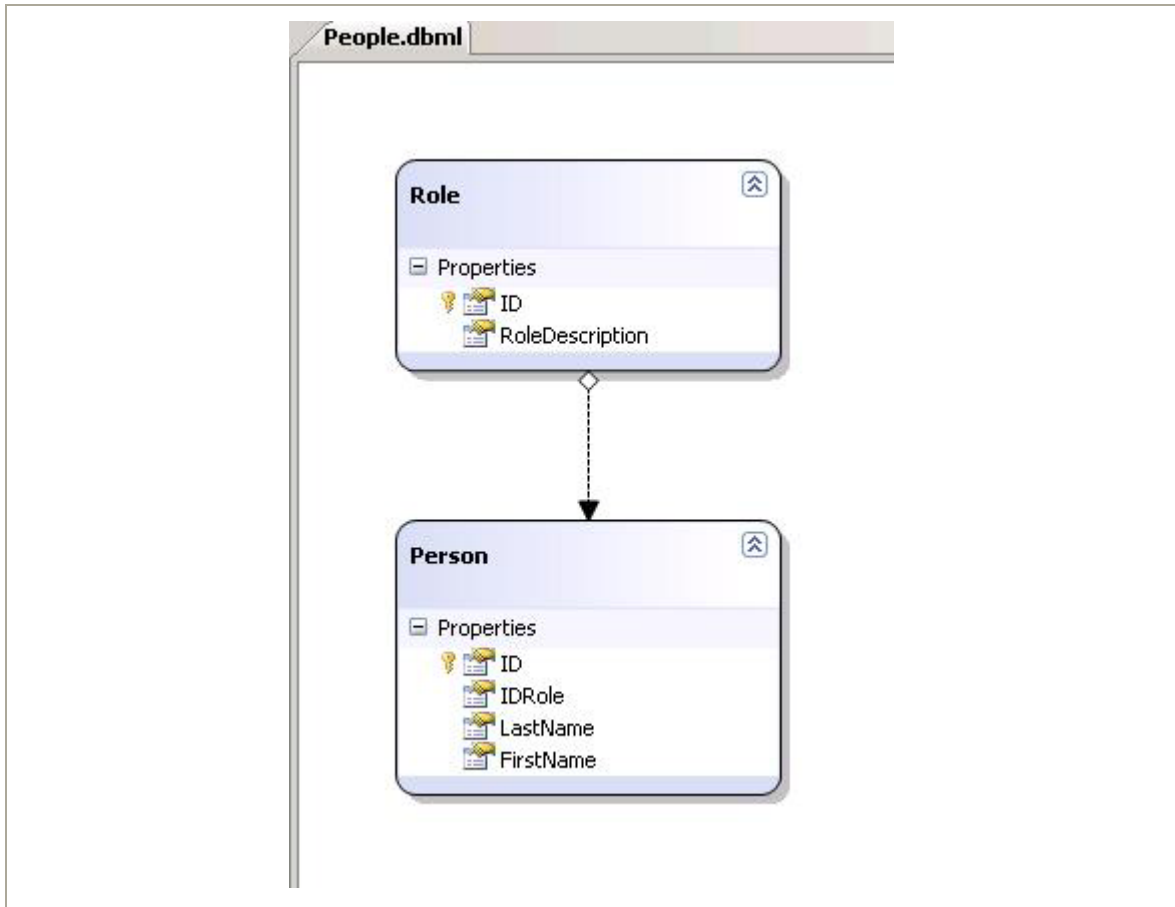 People.dbml
Role
Properties
ID
RoleDescription
Person
Properties
ID
IDRole
LastName
FirstName